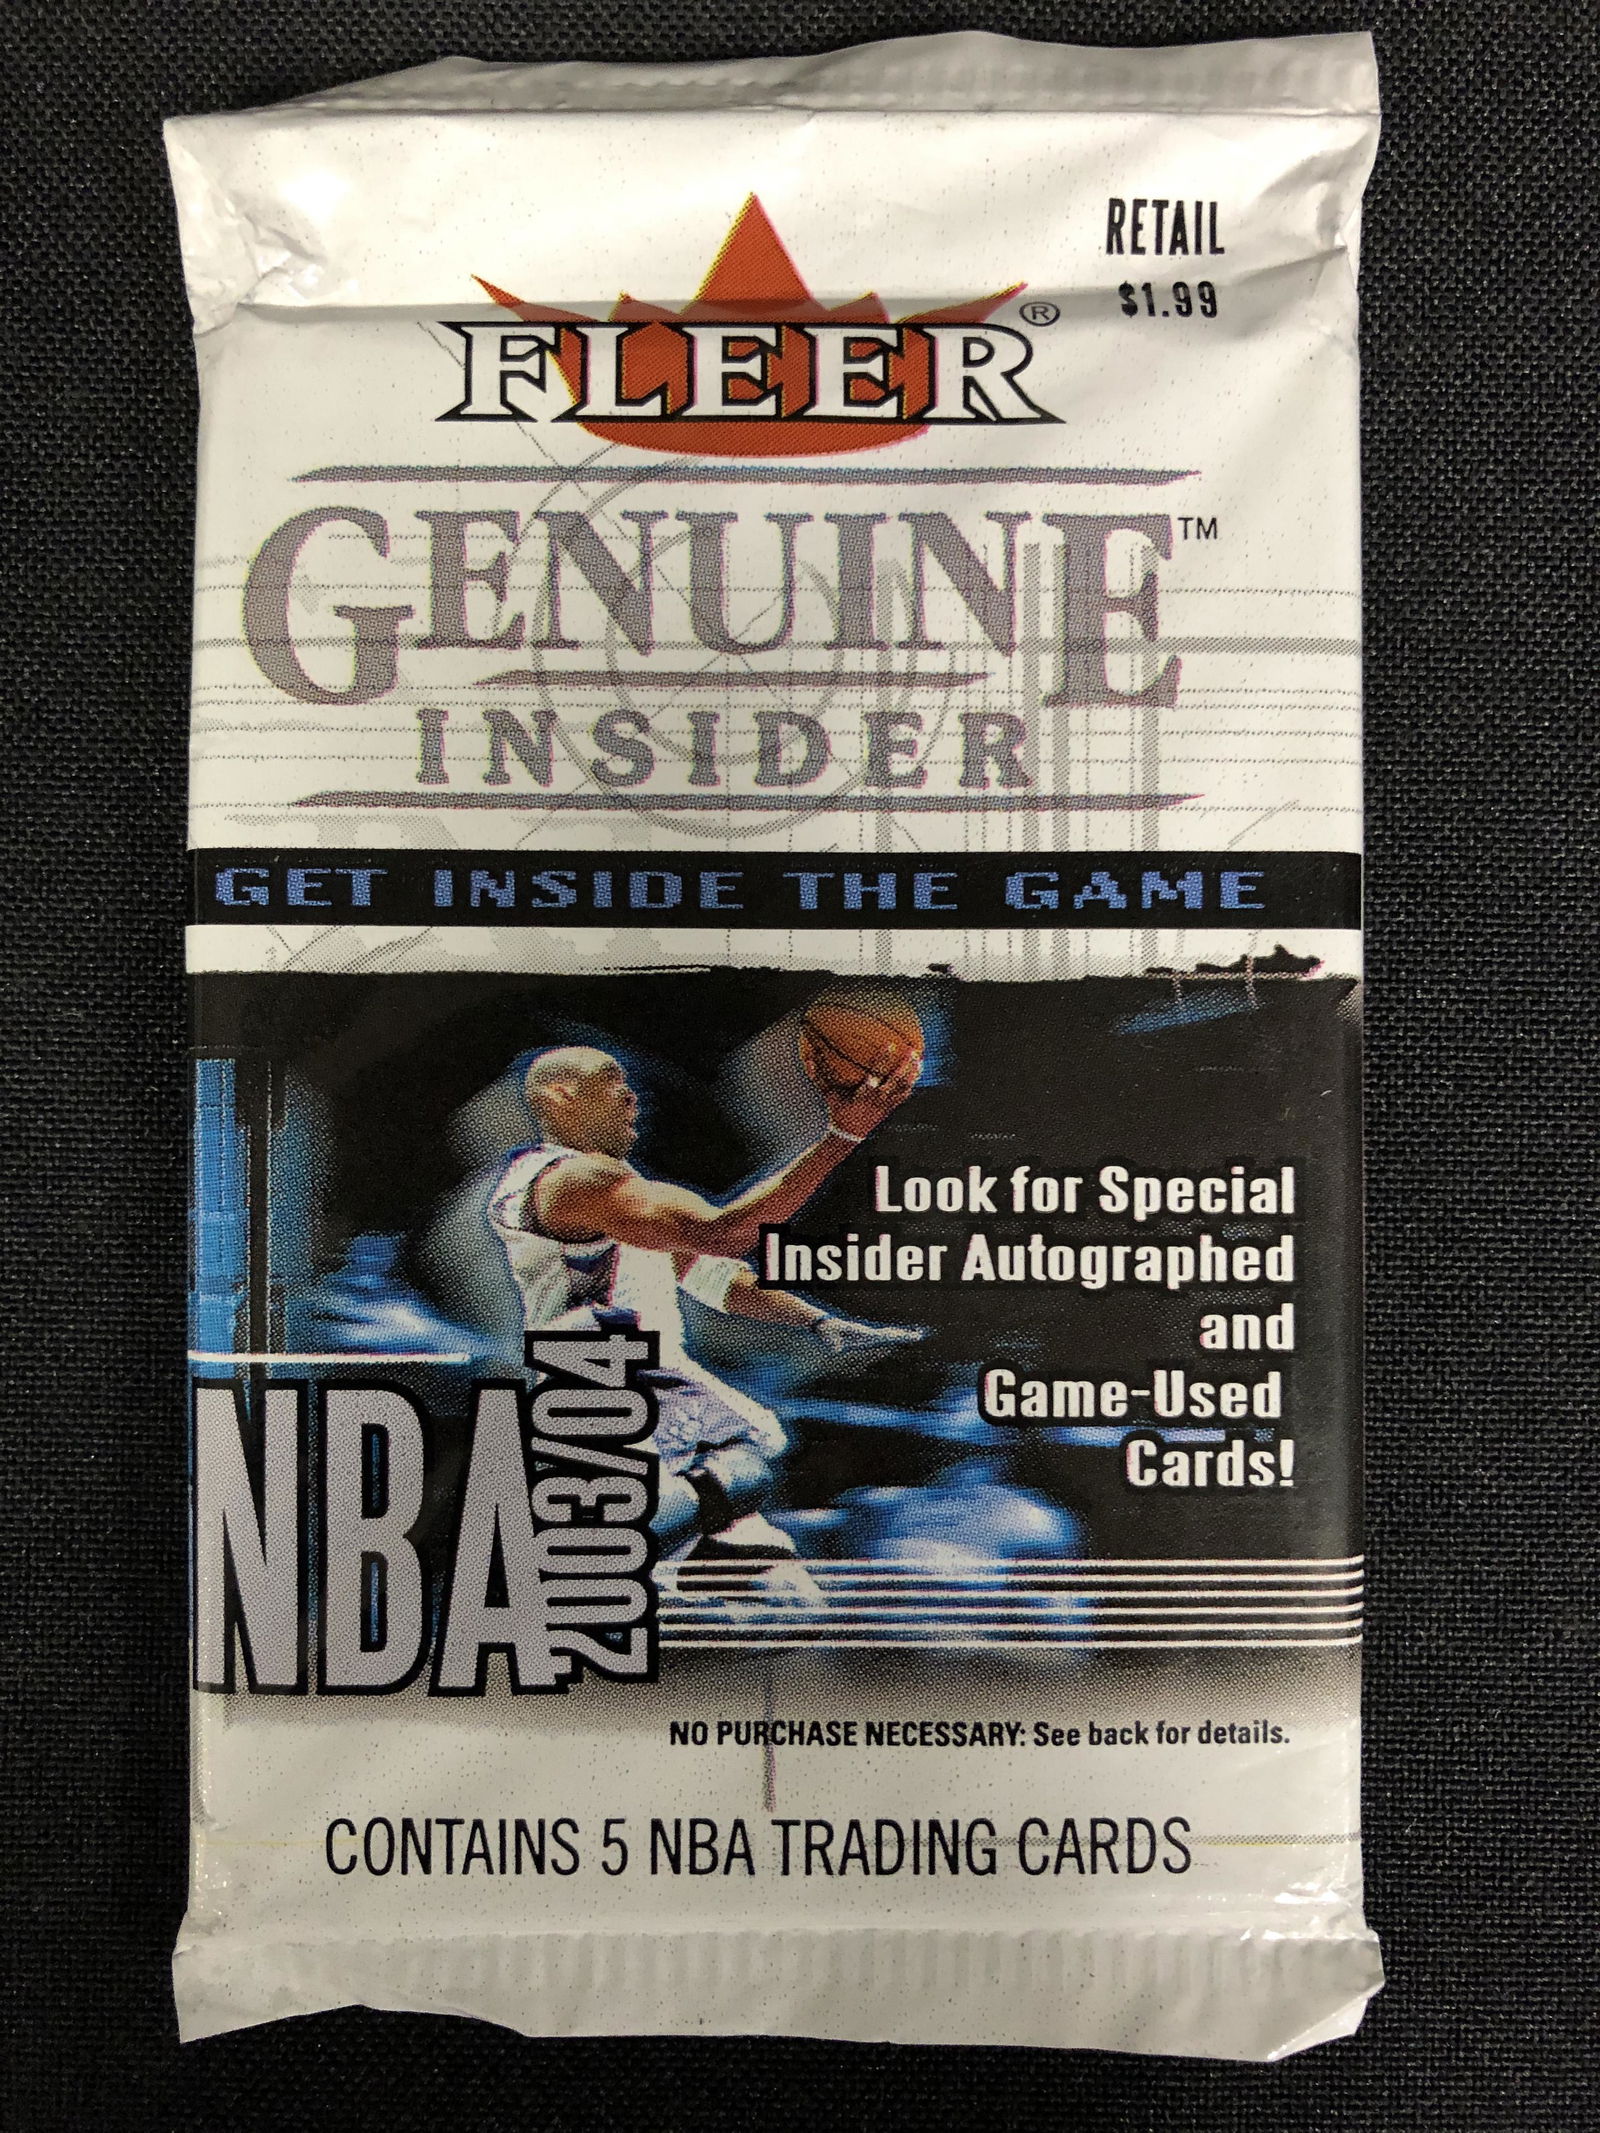 RETAIL
$1.99
FLEER®
GENUINE™
INSIDER
GET INSIDE THE GAME
Look for Special
Insider Autographed
and
Game-Used
Cards!
NBA
2003/04
NO PURCHASE NECESSARY: See back for details.
CONTAINS 5 NBA TRADING CARDS